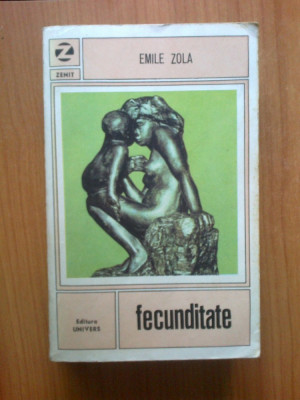 Z
ZENIT
EMILE ZOLA
Editura
UNIVERS
fecunditate